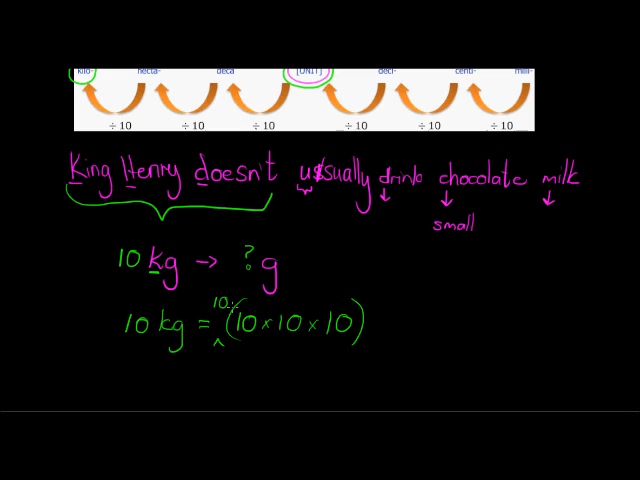 kilo- hecta- deca [UNIT] deci- centi- milli-
÷ 10 ÷ 10 ÷ 10 ÷ 10 ÷ 10 ÷ 10
King Henry doesn't usually drink chocolate milk
small
10 kg → ? g
10×
10 kg = (10 × 10 × 10)